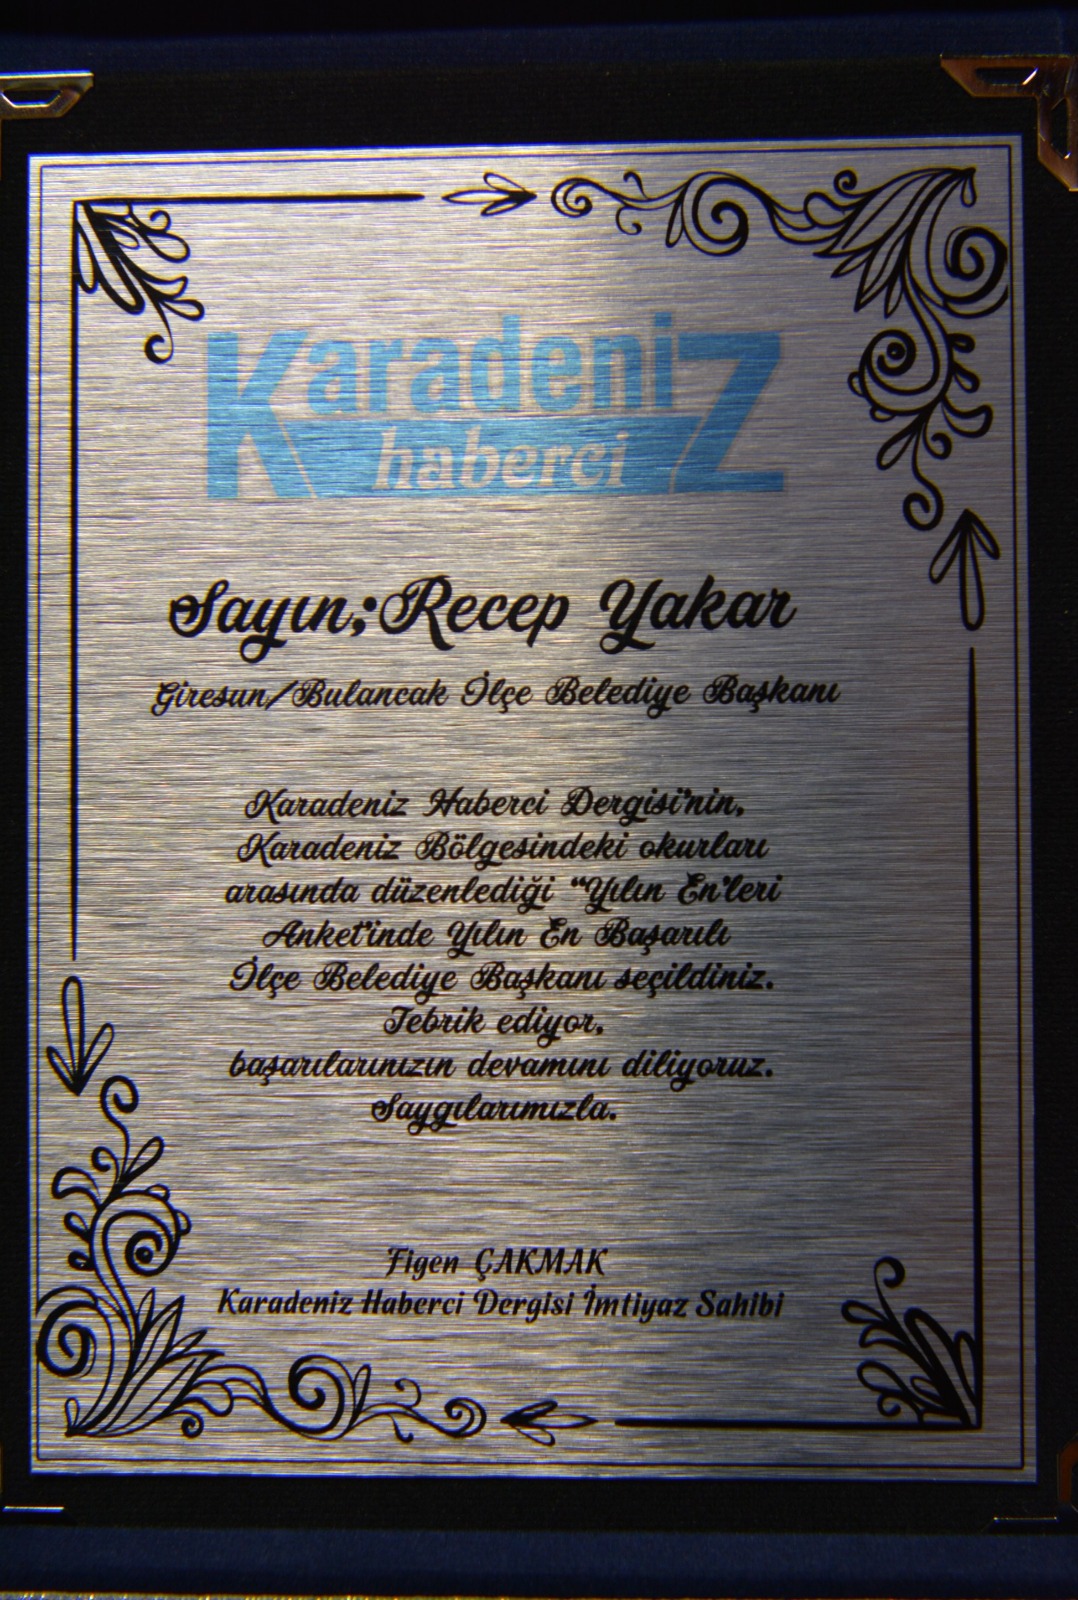 Karadeniz
haberci
Sayın;Recep Yakar
Giresun/Bulancak İlçe Belediye Başkanı
Karadeniz Haberci Dergisi'nin,
Karadeniz Bölgesindeki okurları
arasında düzenlediği “Yılın En'leri
Anket'inde Yılın En Başarılı
İlçe Belediye Başkanı seçildiniz.
Tebrik ediyor,
başarılarınızın devamını diliyoruz.
Saygılarımızla.
Figen ÇAKMAK
Karadeniz Haberci Dergisi İmtiyaz Sahibi